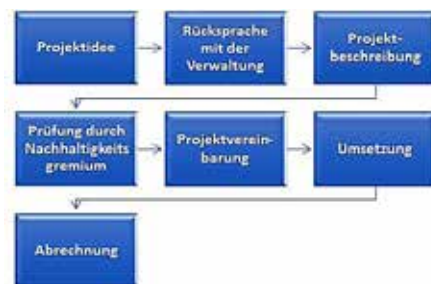 Projektidee
Rücksprache
mit der
Verwaltung
Projekt-
beschreibung
Prüfung durch
Nachhaltigkeits
gremium
Projektverein-
barung
Umsetzung
Abrechnung